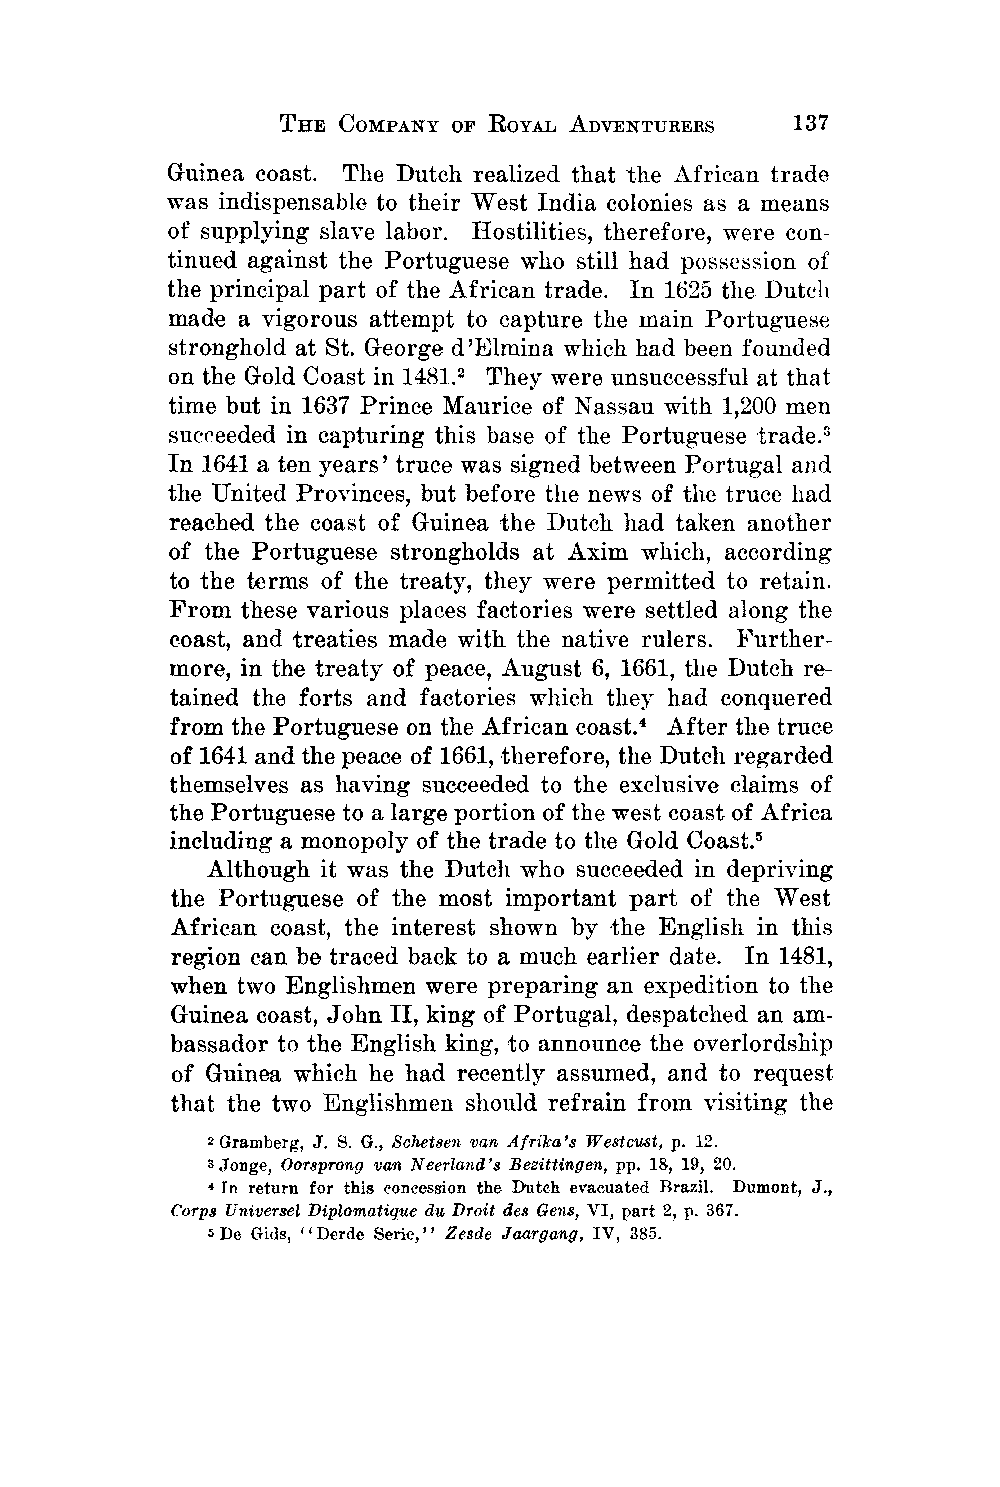 THE COMPANY OF ROYAL ADVENTURERS 137
Guinea coast. The Dutch realized that the African trade
was indispensable to their West India colonies as a means
of supplying slave labor. Hostilities, therefore, were con-
tinued against the Portuguese who still had possession of
the principal part of the African trade. In 1625 the Dutch
made a vigorous attempt to capture the main Portuguese
stronghold at St. George d'Elmina which had been founded
on the Gold Coast in 1481.² They were unsuccessful at that
time but in 1637 Prince Maurice of Nassau with 1,200 men
succeeded in capturing this base of the Portuguese trade.³
In 1641 a ten years' truce was signed between Portugal and
the United Provinces, but before the news of the truce had
reached the coast of Guinea the Dutch had taken another
of the Portuguese strongholds at Axim which, according
to the terms of the treaty, they were permitted to retain.
From these various places factories were settled along the
coast, and treaties made with the native rulers. Further-
more, in the treaty of peace, August 6, 1661, the Dutch re-
tained the forts and factories which they had conquered
from the Portuguese on the African coast.⁴ After the truce
of 1641 and the peace of 1661, therefore, the Dutch regarded
themselves as having succeeded to the exclusive claims of
the Portuguese to a large portion of the west coast of Africa
including a monopoly of the trade to the Gold Coast.⁵
Although it was the Dutch who succeeded in depriving
the Portuguese of the most important part of the West
African coast, the interest shown by the English in this
region can be traced back to a much earlier date. In 1481,
when two Englishmen were preparing an expedition to the
Guinea coast, John II, king of Portugal, despatched an am-
bassador to the English king, to announce the overlordship
of Guinea which he had recently assumed, and to request
that the two Englishmen should refrain from visiting the
² Gramberg, J. S. G., Schetsen van Afrika's Westcust, p. 12.
³ Jonge, Oorsprong van Neerland's Bezittingen, pp. 18, 19, 20.
⁴ In return for this concession the Dutch evacuated Brazil. Dumont, J.,
Corps Universel Diplomatique du Droit des Gens, VI, part 2, p. 367.
⁵ De Gids, "Derde Serie," Zesde Jaargang, IV, 385.